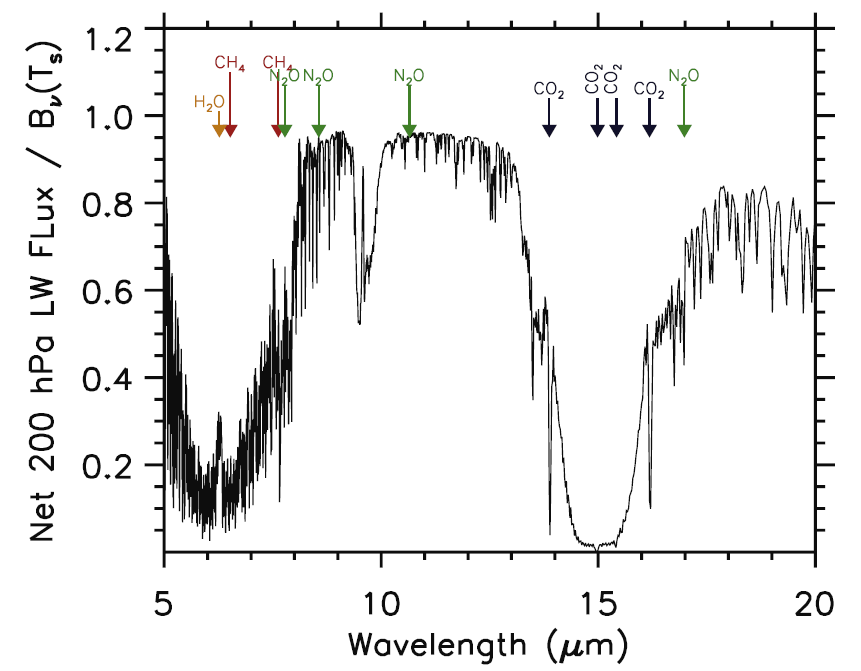 Net 200 hPa LW FLux / Bν(Ts)
1.2
1.0
0.8
0.6
0.4
0.2
CH4
CH4
H2O
N2O
N2O
N2O
CO2
CO2
CO2
CO2
N2O
5
10
15
20
Wavelength (μm)